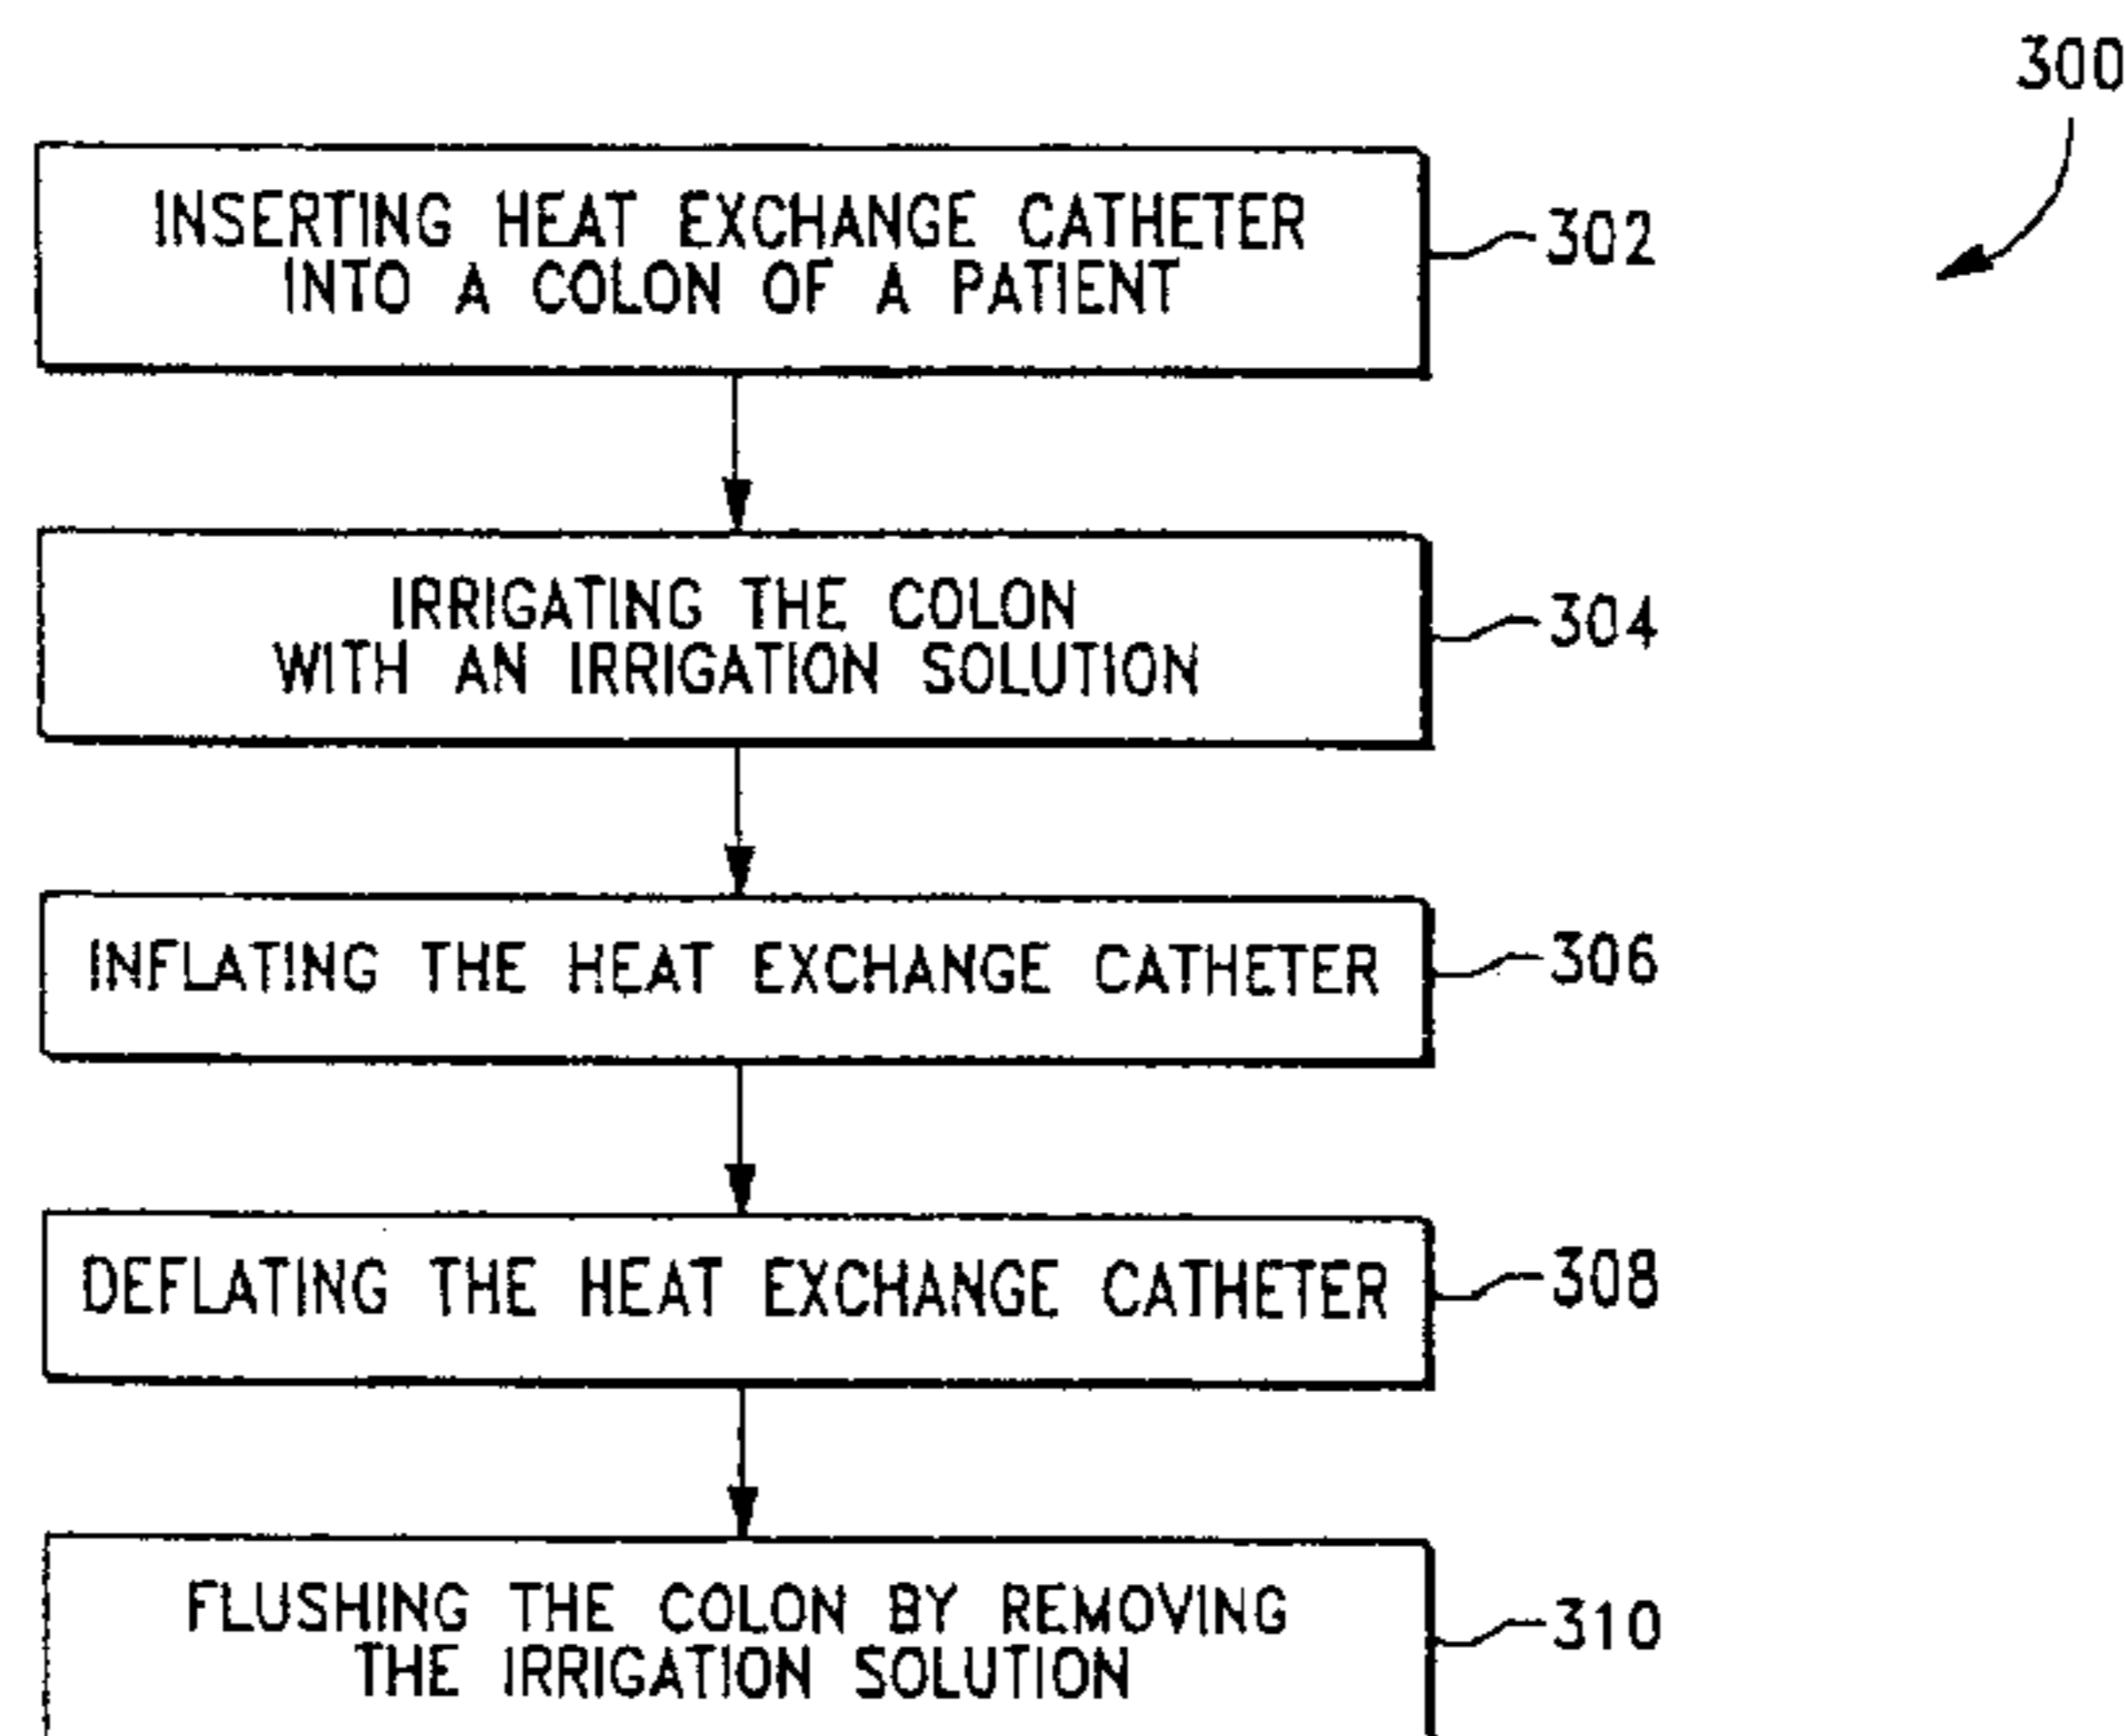 300
INSERTING HEAT EXCHANGE CATHETER
INTO A COLON OF A PATIENT
302
IRRIGATING THE COLON
WITH AN IRRIGATION SOLUTION
304
INFLATING THE HEAT EXCHANGE CATHETER
306
DEFLATING THE HEAT EXCHANGE CATHETER
308
FLUSHING THE COLON BY REMOVING
THE IRRIGATION SOLUTION
310